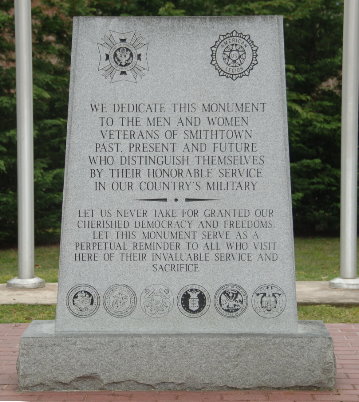 AMERICAN
LEGION
WE DEDICATE THIS MONUMENT
TO THE MEN AND WOMEN
VETERANS OF SMITHTOWN
PAST, PRESENT AND FUTURE
WHO DISTINGUISH THEMSELVES
BY THEIR HONORABLE SERVICE
IN OUR COUNTRY'S MILITARY
LET US NEVER TAKE FOR GRANTED OUR
CHERISHED DEMOCRACY AND FREEDOMS.
LET THIS MONUMENT SERVE AS A
PERPETUAL REMINDER TO ALL WHO VISIT
HERE OF THEIR INVALUABLE SERVICE AND
SACRIFICE